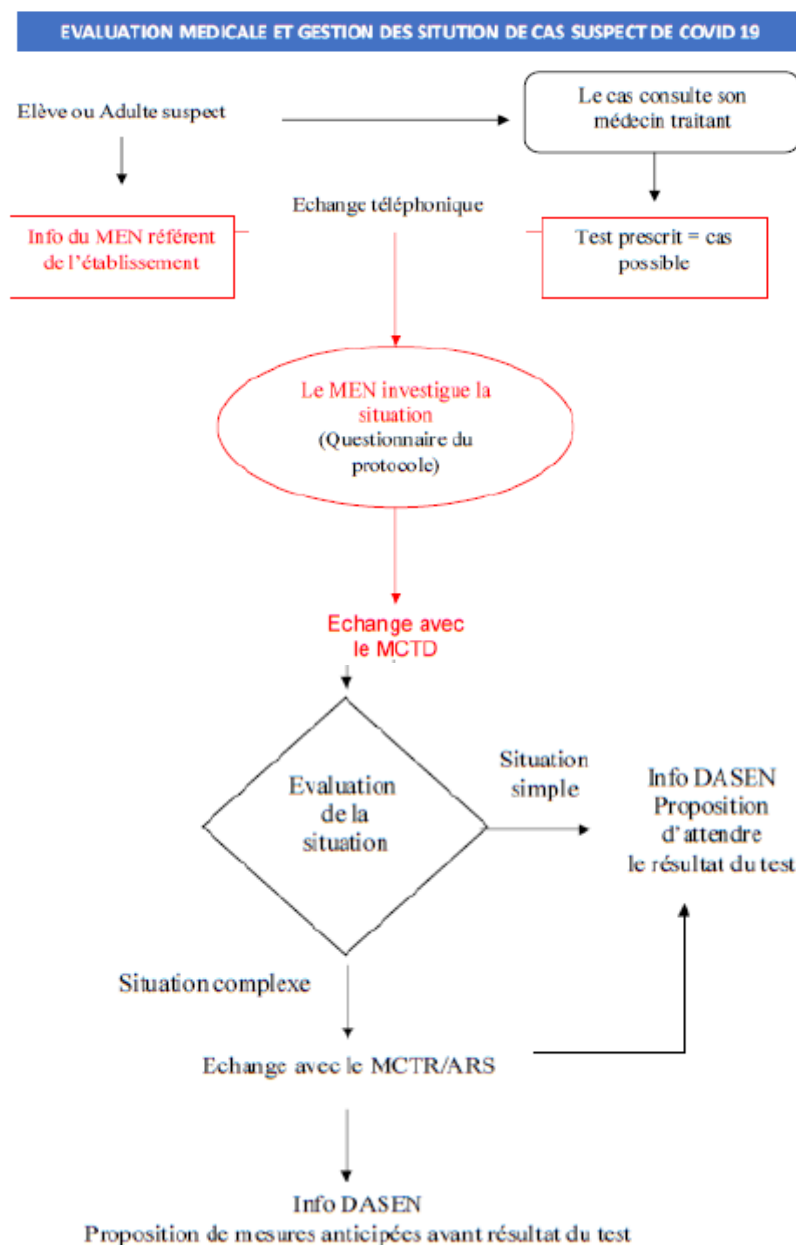 EVALUATION MEDICALE ET GESTION DES SITUTION DE CAS SUSPECT DE COVID 19
Elève ou Adulte suspect
Le cas consulte son
médecin traitant
Echange téléphonique
Info du MEN référent
de l'établissement
Test prescrit = cas
possible
Le MEN investigue la
situation
(Questionnaire du
protocole)
Echange avec
le MCTD
Evaluation
de la
situation
Situation
simple
Info DASEN
Proposition
d'attendre
le résultat du test
Situation complexe
Echange avec le MCTR/ARS
Info DASEN
Proposition de mesures anticipées avant résultat du test